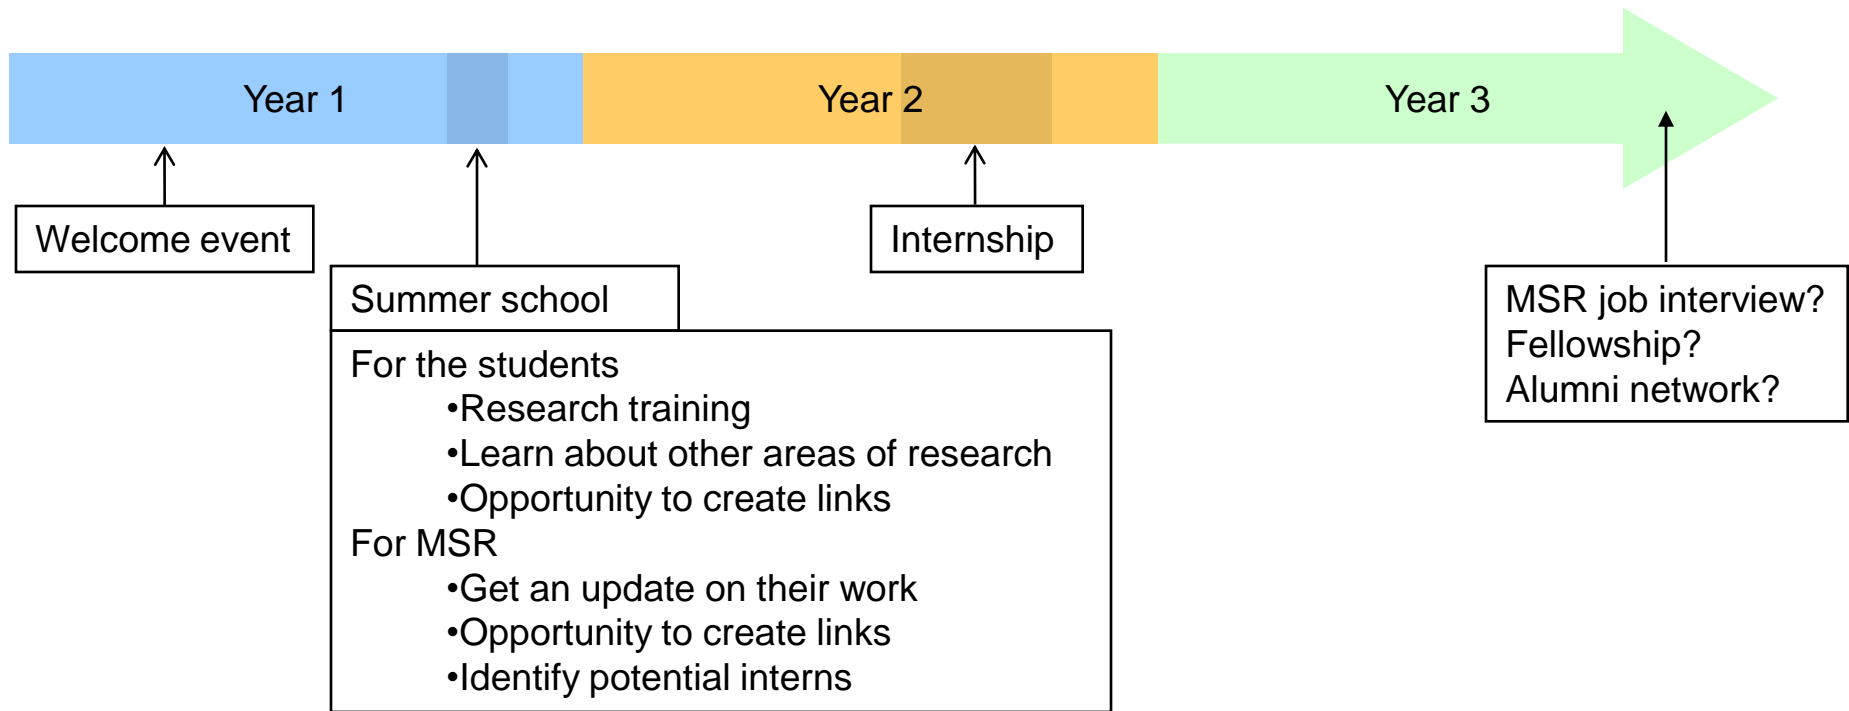 Year 1
Year 2
Year 3
Welcome event
Internship
Summer school
For the students
•Research training
•Learn about other areas of research
•Opportunity to create links
For MSR
•Get an update on their work
•Opportunity to create links
•Identify potential interns
MSR job interview?
Fellowship?
Alumni network?